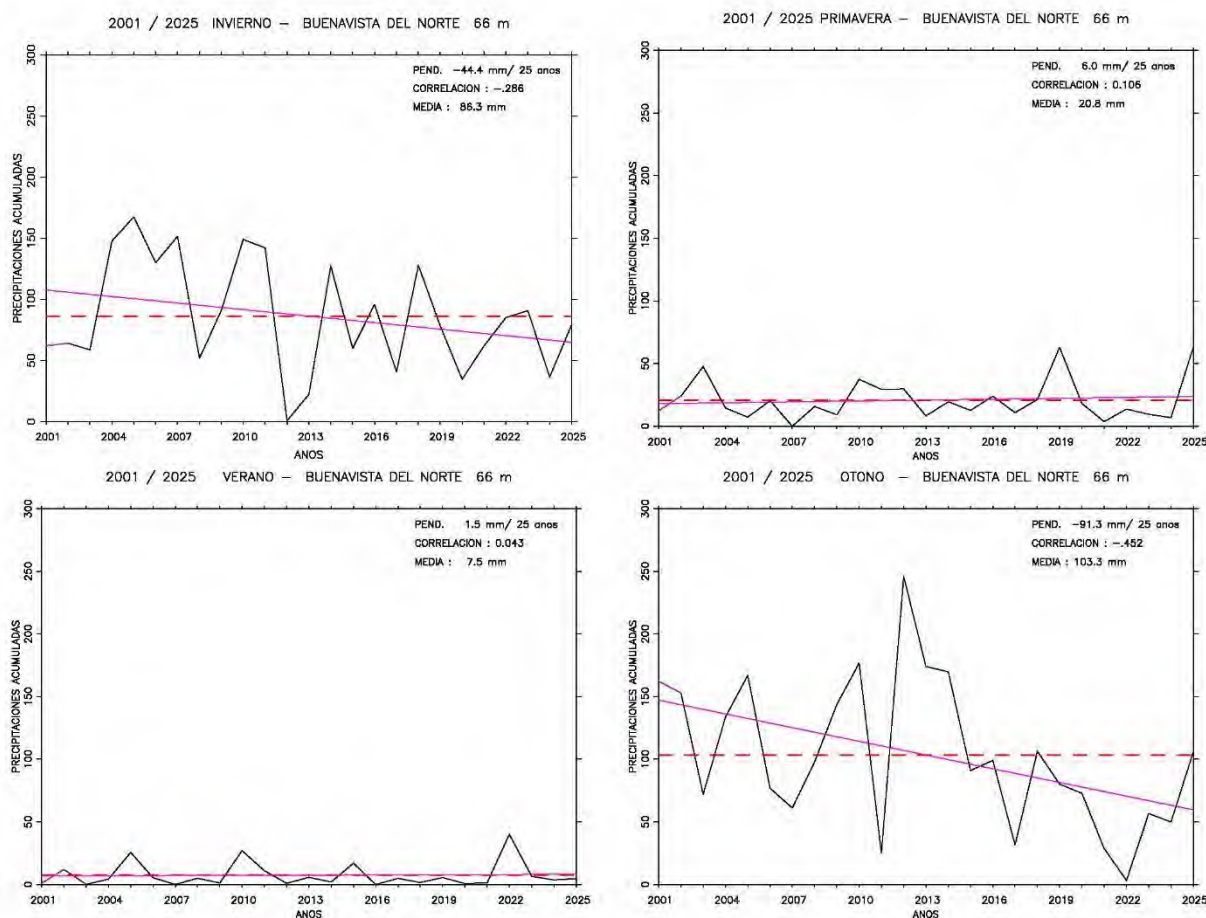 2001 / 2025 INVIERNO – BUENAVISTA DEL NORTE 66 m
PEND. −44.4 mm/ 25 anos
CORRELACION : −.286
MEDIA : 86.3 mm
PRECIPITACIONES ACUMULADAS
300
250
200
150
100
50
0
2001 2004 2007 2010 2013 2016 2019 2022 2025
ANOS
2001 / 2025 PRIMAVERA – BUENAVISTA DEL NORTE 66 m
PEND. 6.0 mm/ 25 anos
CORRELACION : 0.106
MEDIA : 20.8 mm
PRECIPITACIONES ACUMULADAS
300
250
200
150
100
50
0
2001 2004 2007 2010 2013 2016 2019 2022 2025
ANOS
2001 / 2025 VERANO – BUENAVISTA DEL NORTE 66 m
PEND. 1.5 mm/ 25 anos
CORRELACION : 0.043
MEDIA : 7.5 mm
PRECIPITACIONES ACUMULADAS
300
250
200
150
100
50
0
2001 2004 2007 2010 2013 2016 2019 2022 2025
ANOS
2001 / 2025 OTONO – BUENAVISTA DEL NORTE 66 m
PEND. −91.3 mm/ 25 anos
CORRELACION : −.452
MEDIA : 103.3 mm
PRECIPITACIONES ACUMULADAS
300
250
200
150
100
50
0
2001 2004 2007 2010 2013 2016 2019 2022 2025
ANOS